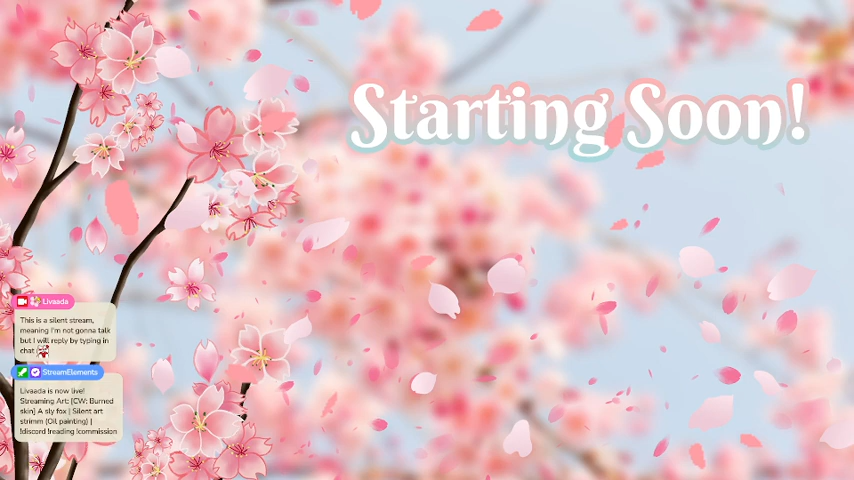 Starting Soon!
Livaada
This is a silent stream,
meaning I'm not gonna talk
but I will reply by typing in
chat
StreamElements
Livaada is now live!
Streaming Art: [CW: Burned
skin] A sly fox | Silent art
strimm (Oil painting) |
!discord !reading !commission